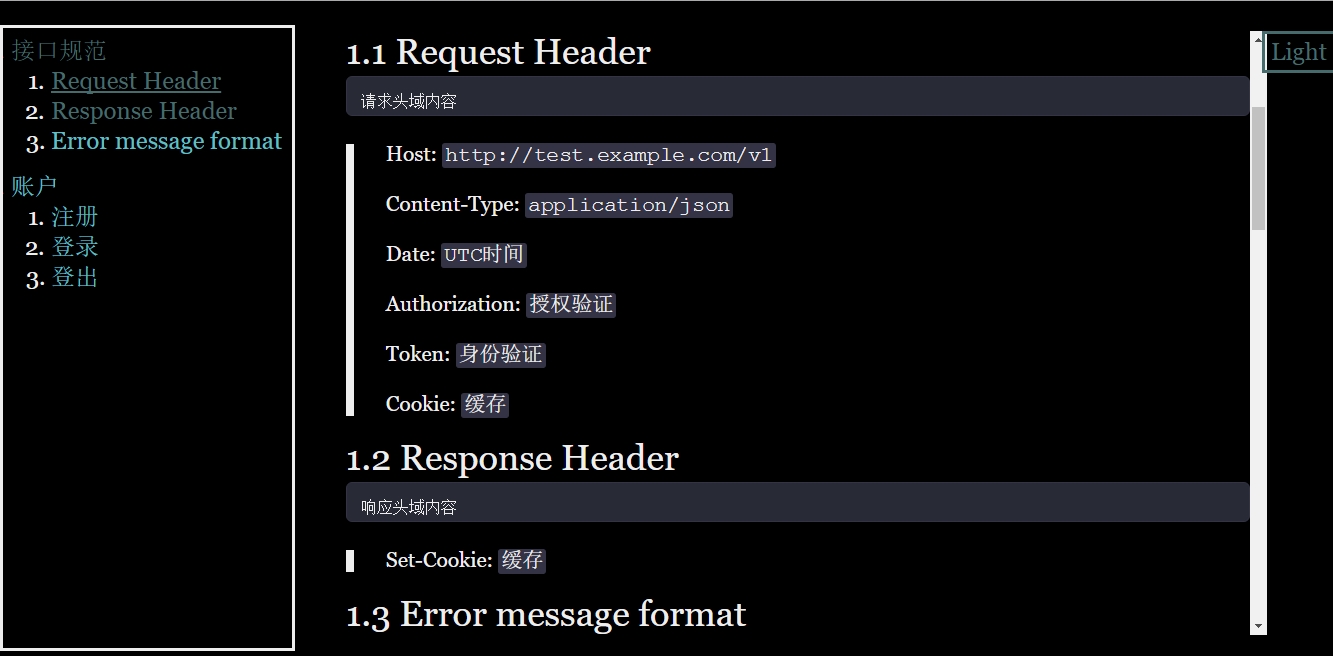 接口规范
1. Request Header
2. Response Header
3. Error message format
账户
1. 注册
2. 登录
3. 登出
1.1 Request Header
请求头域内容
Host: http://test.example.com/v1
Content-Type: application/json
Date: UTC时间
Authorization: 授权验证
Token: 身份验证
Cookie: 缓存
1.2 Response Header
响应头域内容
Set-Cookie: 缓存
1.3 Error message format
Light